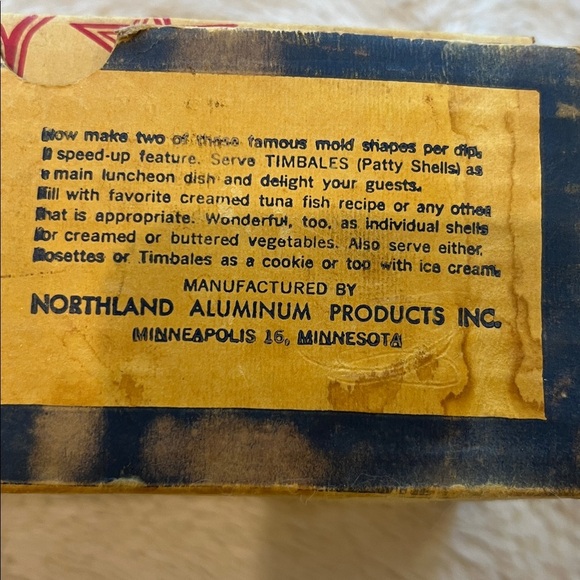 Now make two of these famous mold shapes per dip.
A speed-up feature. Serve TIMBALES (Patty Shells) as
a main luncheon dish and delight your guests.
Fill with favorite creamed tuna fish recipe or any other
that is appropriate. Wonderful, too, as individual shells
for creamed or buttered vegetables. Also serve either
Rosettes or Timbales as a cookie or top with ice cream.
MANUFACTURED BY
NORTHLAND ALUMINUM PRODUCTS INC.
MINNEAPOLIS 16, MINNESOTA